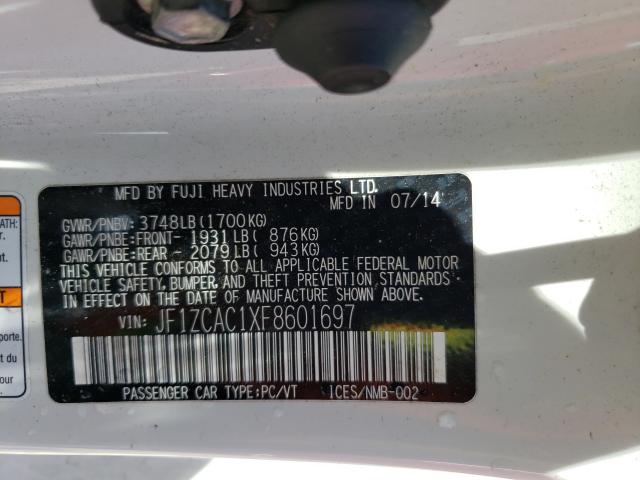 MFD BY FUJI HEAVY INDUSTRIES LTD.
MFD IN 07/14
GVWR/PNBV: 3748LB(1700KG)
GAWR/PNBE:FRONT- 1931LB( 876KG)
GAWR/PNBE:REAR - 2079LB( 943KG)
THIS VEHICLE CONFORMS TO ALL APPLICABLE FEDERAL MOTOR
VEHICLE SAFETY, BUMPER, AND THEFT PREVENTION STANDARDS
IN EFFECT ON THE DATE OF MANUFACTURE SHOWN ABOVE.
VIN: JF1ZCAC1XF8601697
PASSENGER CAR TYPE:PC/VT ICES/NMB-002
ATH:
our